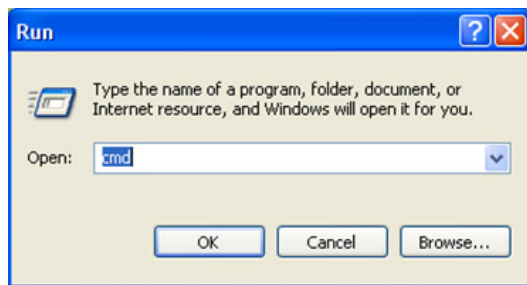 Run
Type the name of a program, folder, document, or
Internet resource, and Windows will open it for you.
Open: cmd
OK Cancel Browse...